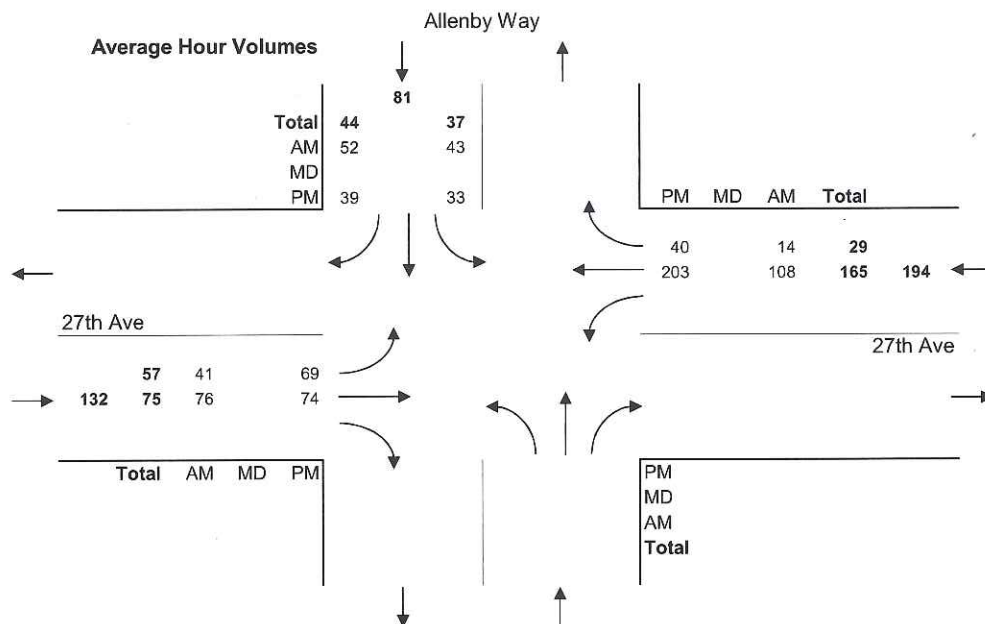 Allenby Way
Average Hour Volumes
81
Total 44 37
AM 52 43
MD
PM 39 33
PM MD AM Total
40 14 29
203 108 165 194
27th Ave
27th Ave
57 41 69
132 75 76 74
Total AM MD PM
PM
MD
AM
Total